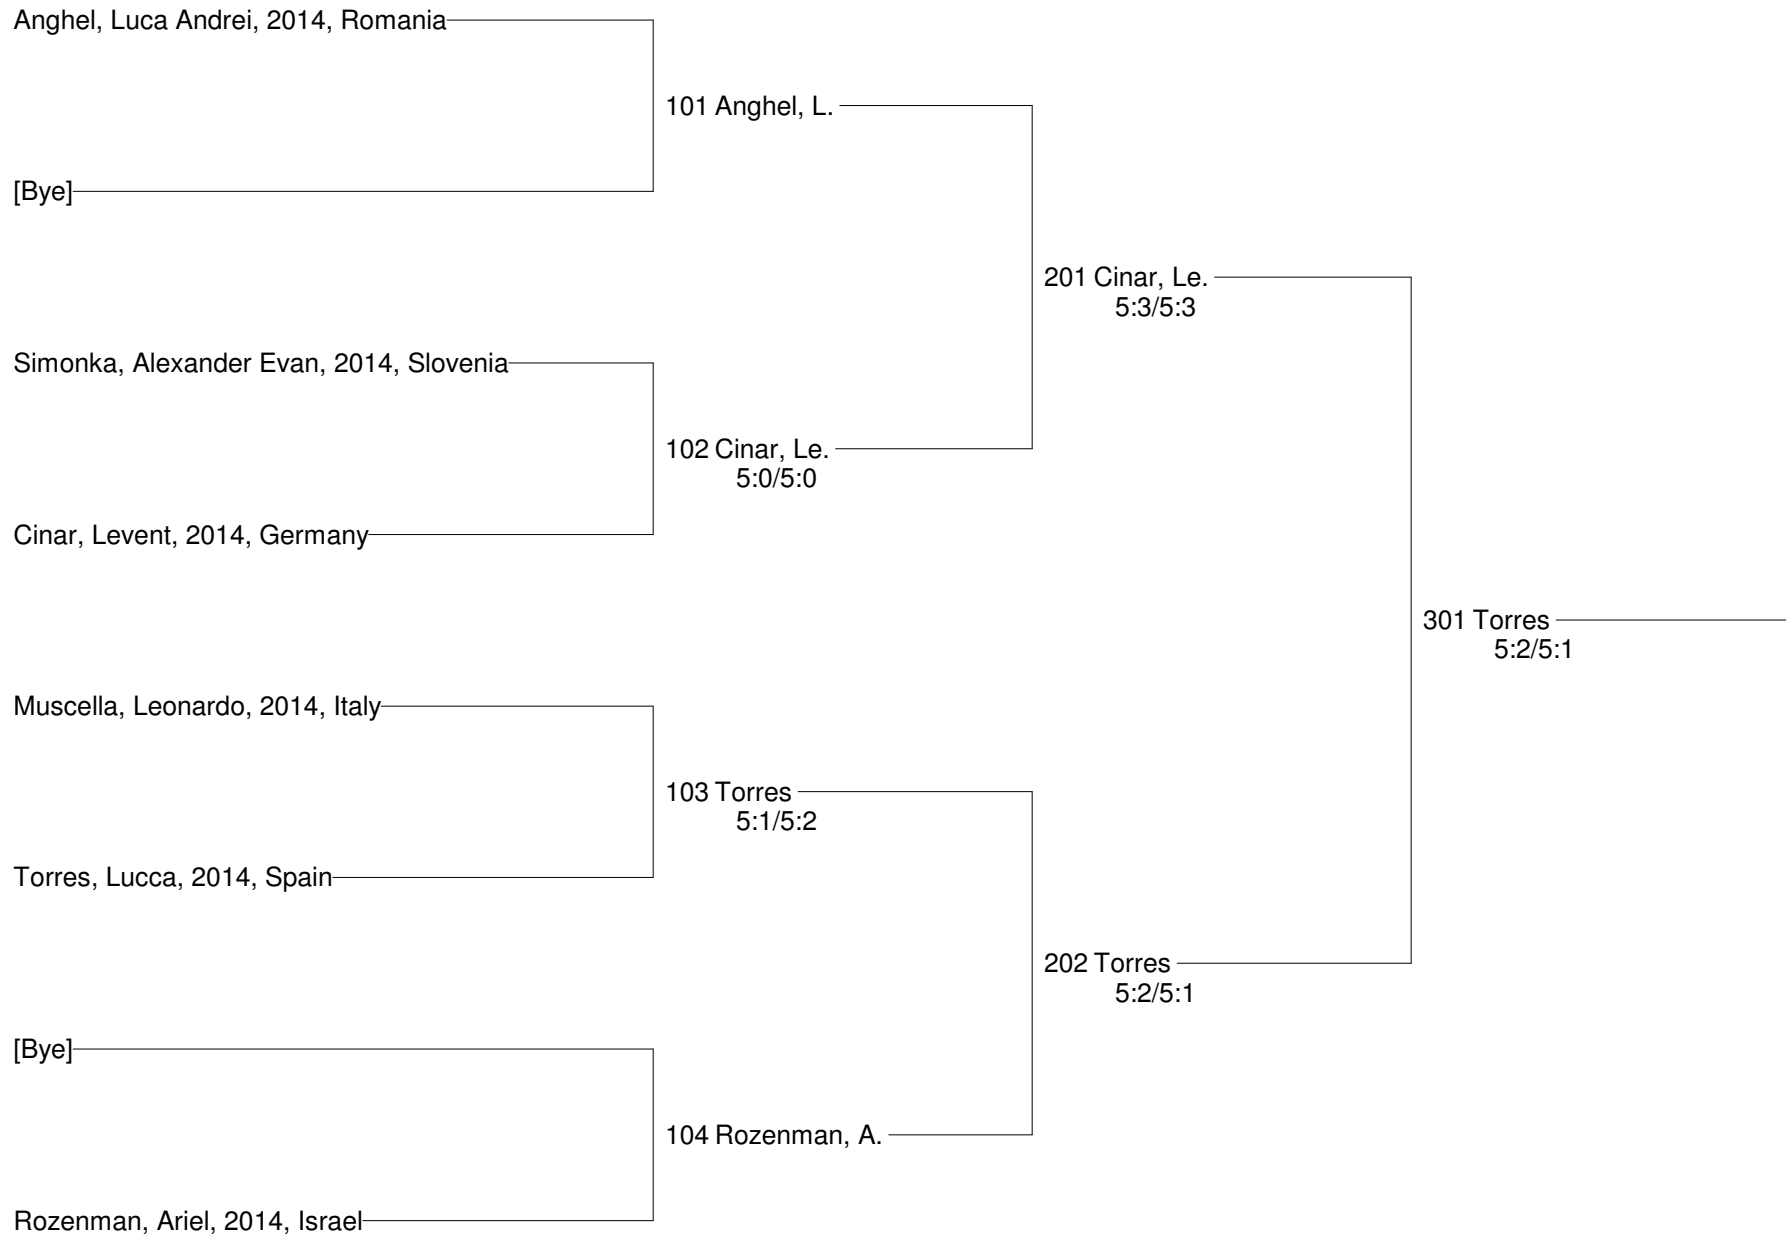 Anghel, Luca Andrei, 2014, Romania
101 Anghel, L.
[Bye]
201 Cinar, Le.
5:3/5:3
Simonka, Alexander Evan, 2014, Slovenia
102 Cinar, Le.
5:0/5:0
Cinar, Levent, 2014, Germany
301 Torres
5:2/5:1
Muscella, Leonardo, 2014, Italy
103 Torres
5:1/5:2
Torres, Lucca, 2014, Spain
202 Torres
5:2/5:1
[Bye]
104 Rozenman, A.
Rozenman, Ariel, 2014, Israel